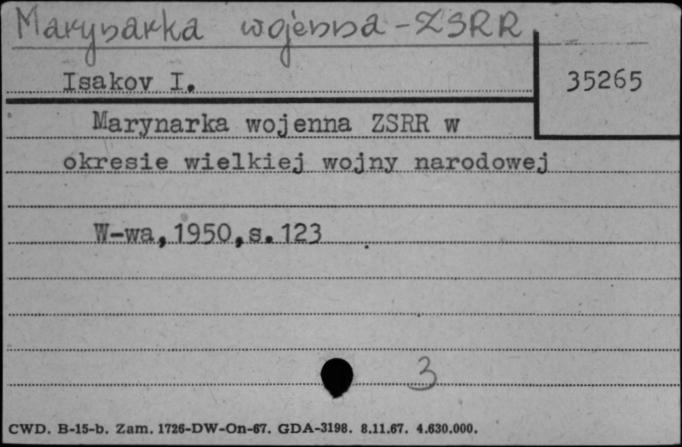 Marynarka wojenna - ZSRR
Isakov I.
35265
Marynarka wojenna ZSRR w
okresie wielkiej wojny narodowej
W-wa,1950,s.123
3
CWD. B-15-b. Zam. 1726-DW-On-67. GDA-3198. 8.11.67. 4.630.000.